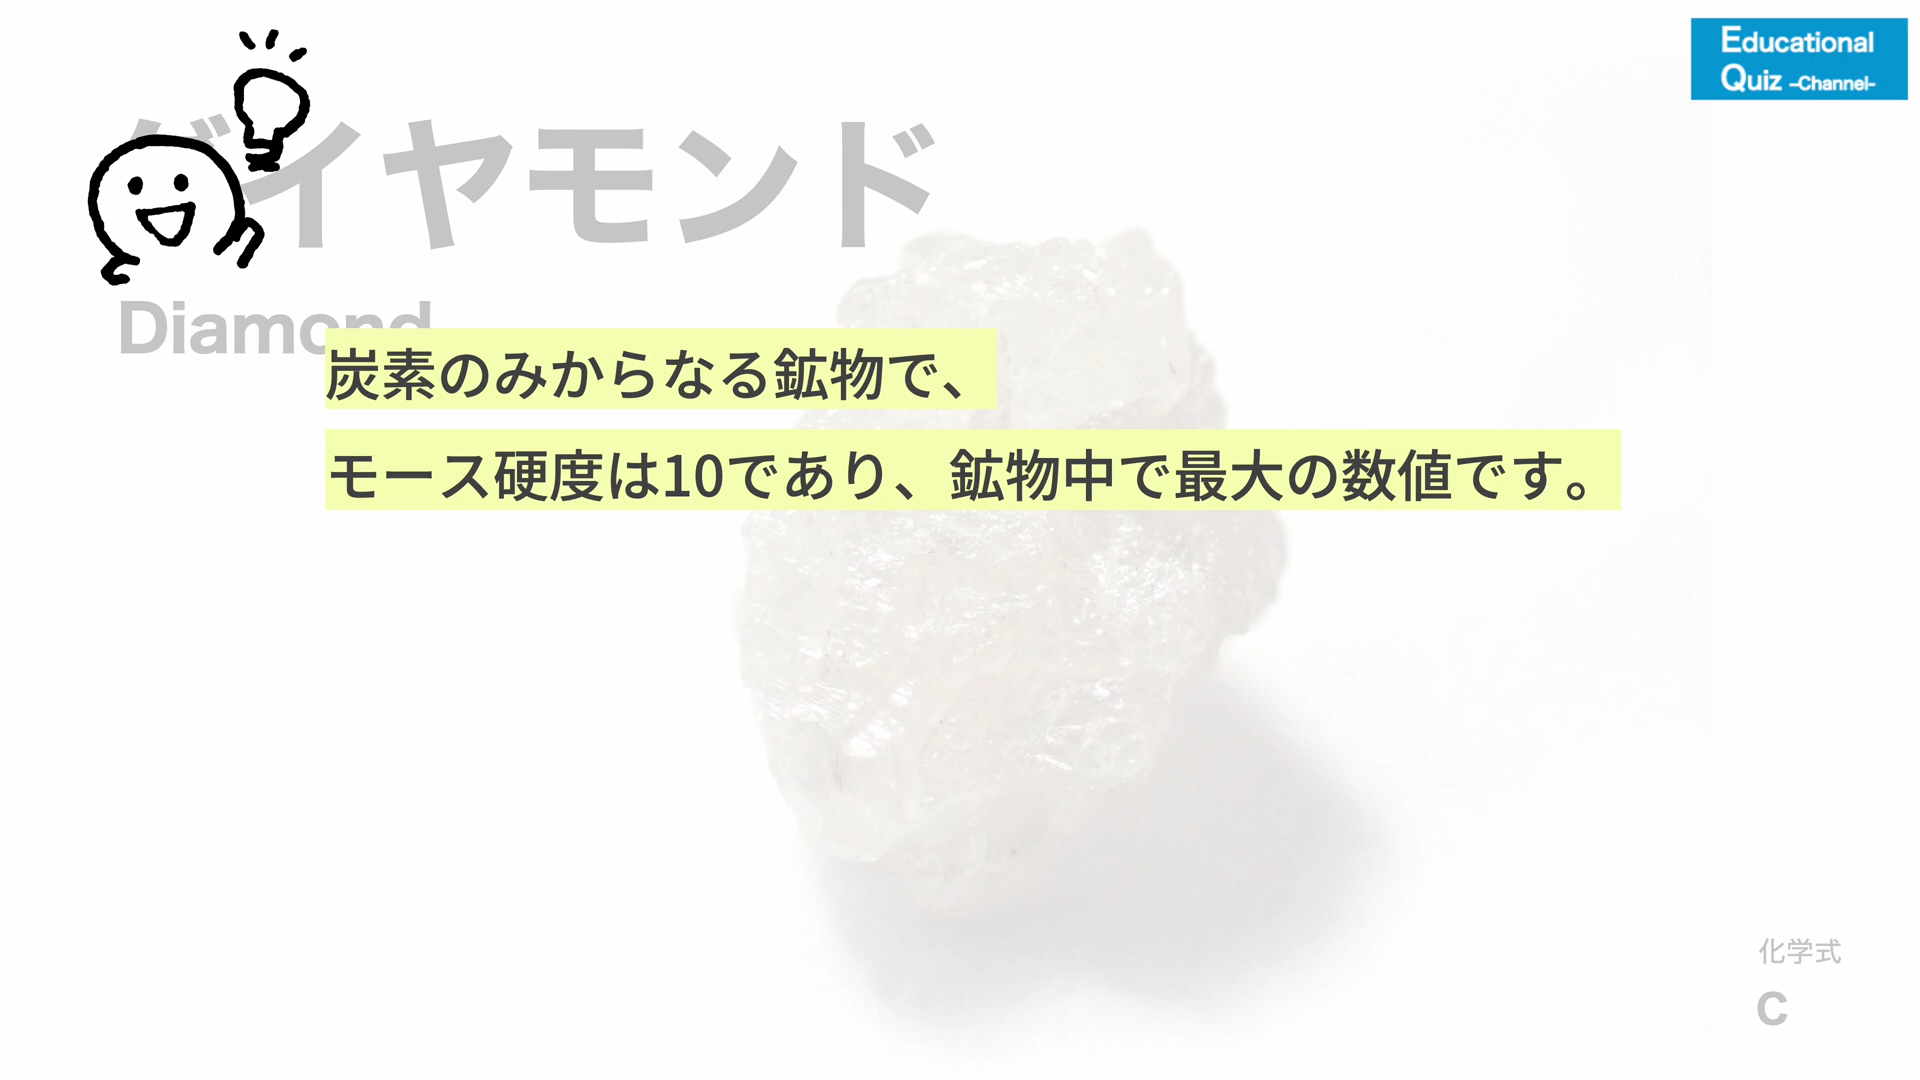 Educational
Quiz -Channel-
ダイヤモンド
Diamond
炭素のみからなる鉱物で、
モース硬度は10であり、鉱物中で最大の数値です。
化学式
C